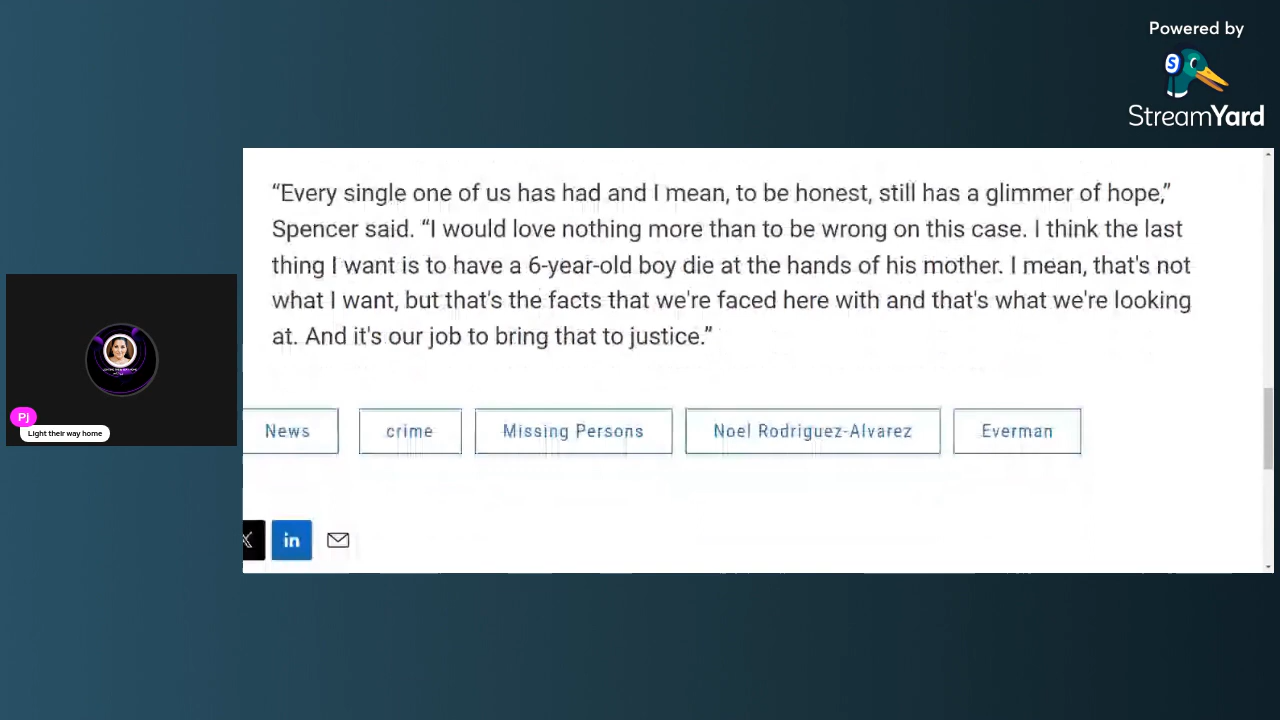 Powered by
StreamYard
“Every single one of us has had and I mean, to be honest, still has a glimmer of hope,”
Spencer said. “I would love nothing more than to be wrong on this case. I think the last
thing I want is to have a 6-year-old boy die at the hands of his mother. I mean, that's not
what I want, but that's the facts that we're faced here with and that's what we're looking
at. And it's our job to bring that to justice.”
Pj
Light their way home
News crime Missing Persons Noel Rodriguez-Alvarez Everman
in